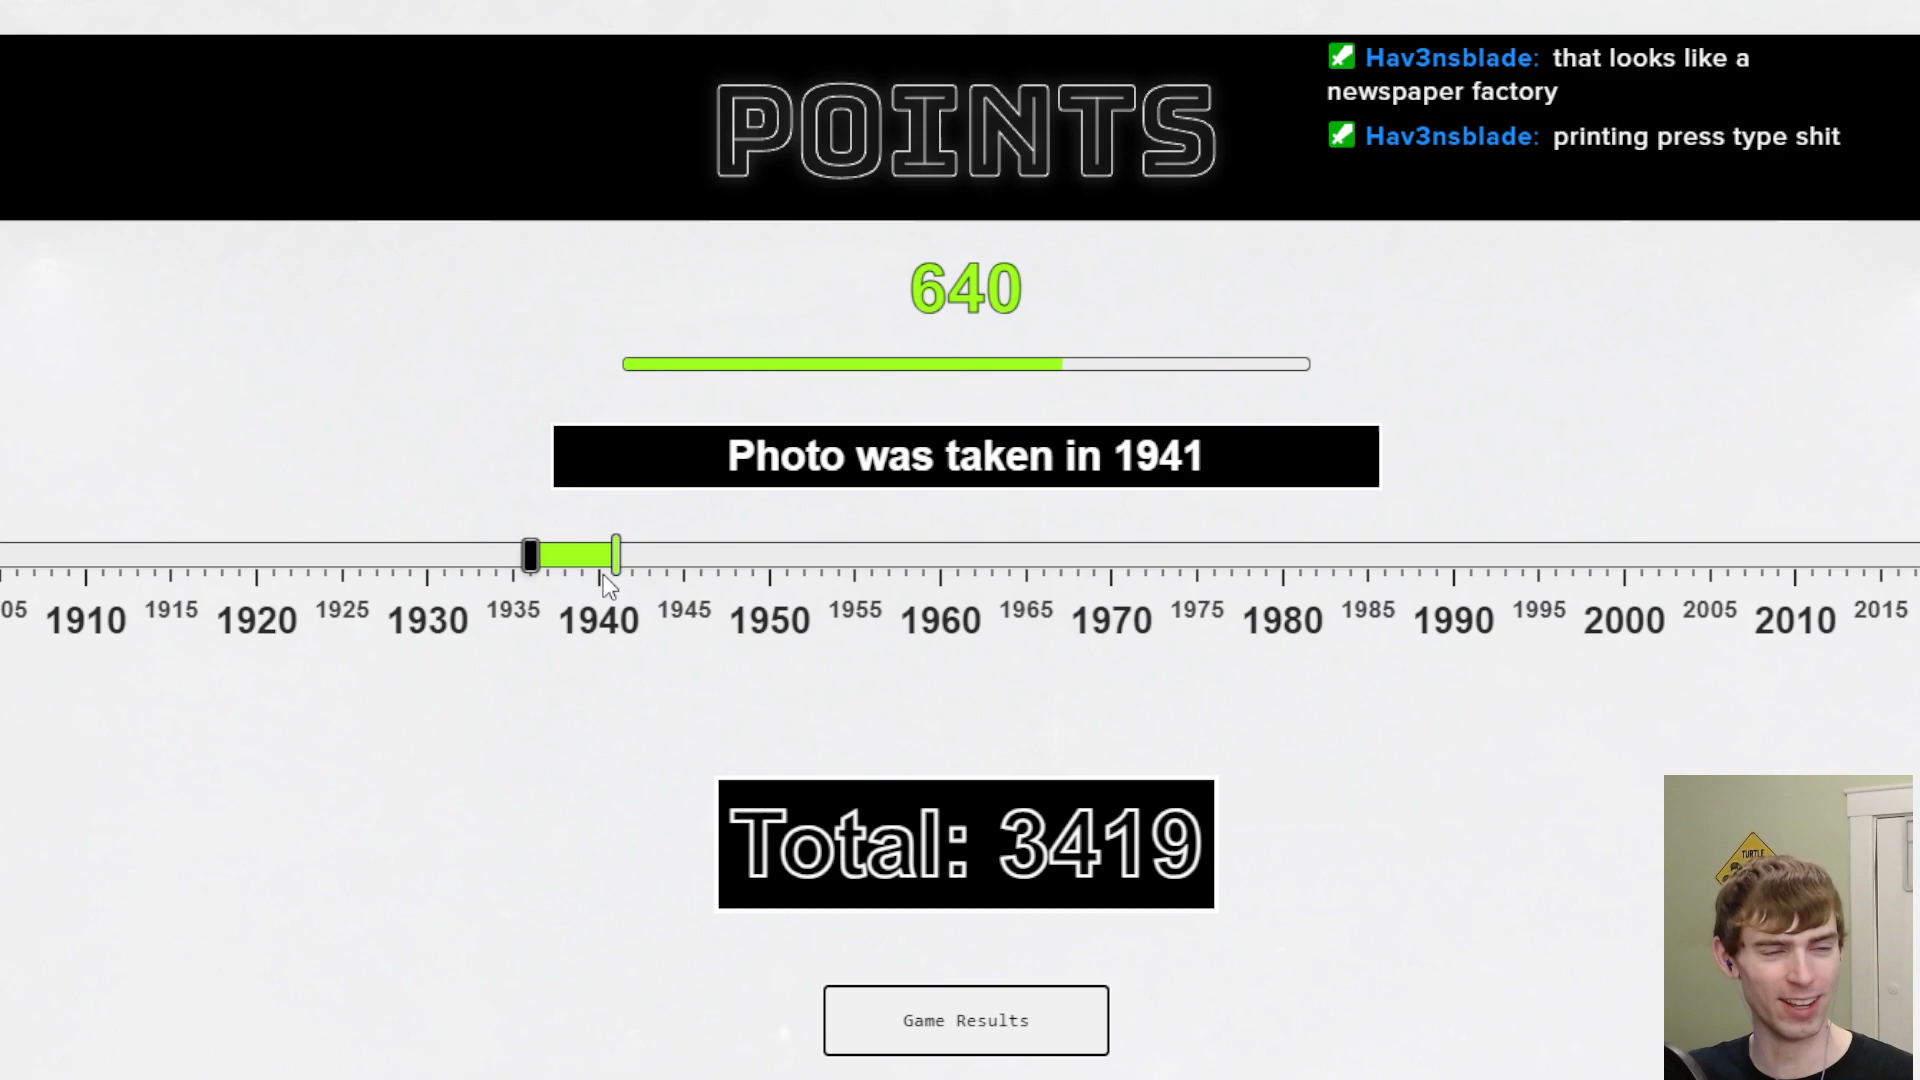 POINTS
Hav3nsblade: that looks like a
newspaper factory
Hav3nsblade: printing press type shit
640
Photo was taken in 1941
05 1910 1915 1920 1925 1930 1935 1940 1945 1950 1955 1960 1965 1970 1975 1980 1985 1990 1995 2000 2005 2010 2015
Total: 3419
TURTLE
Game Results